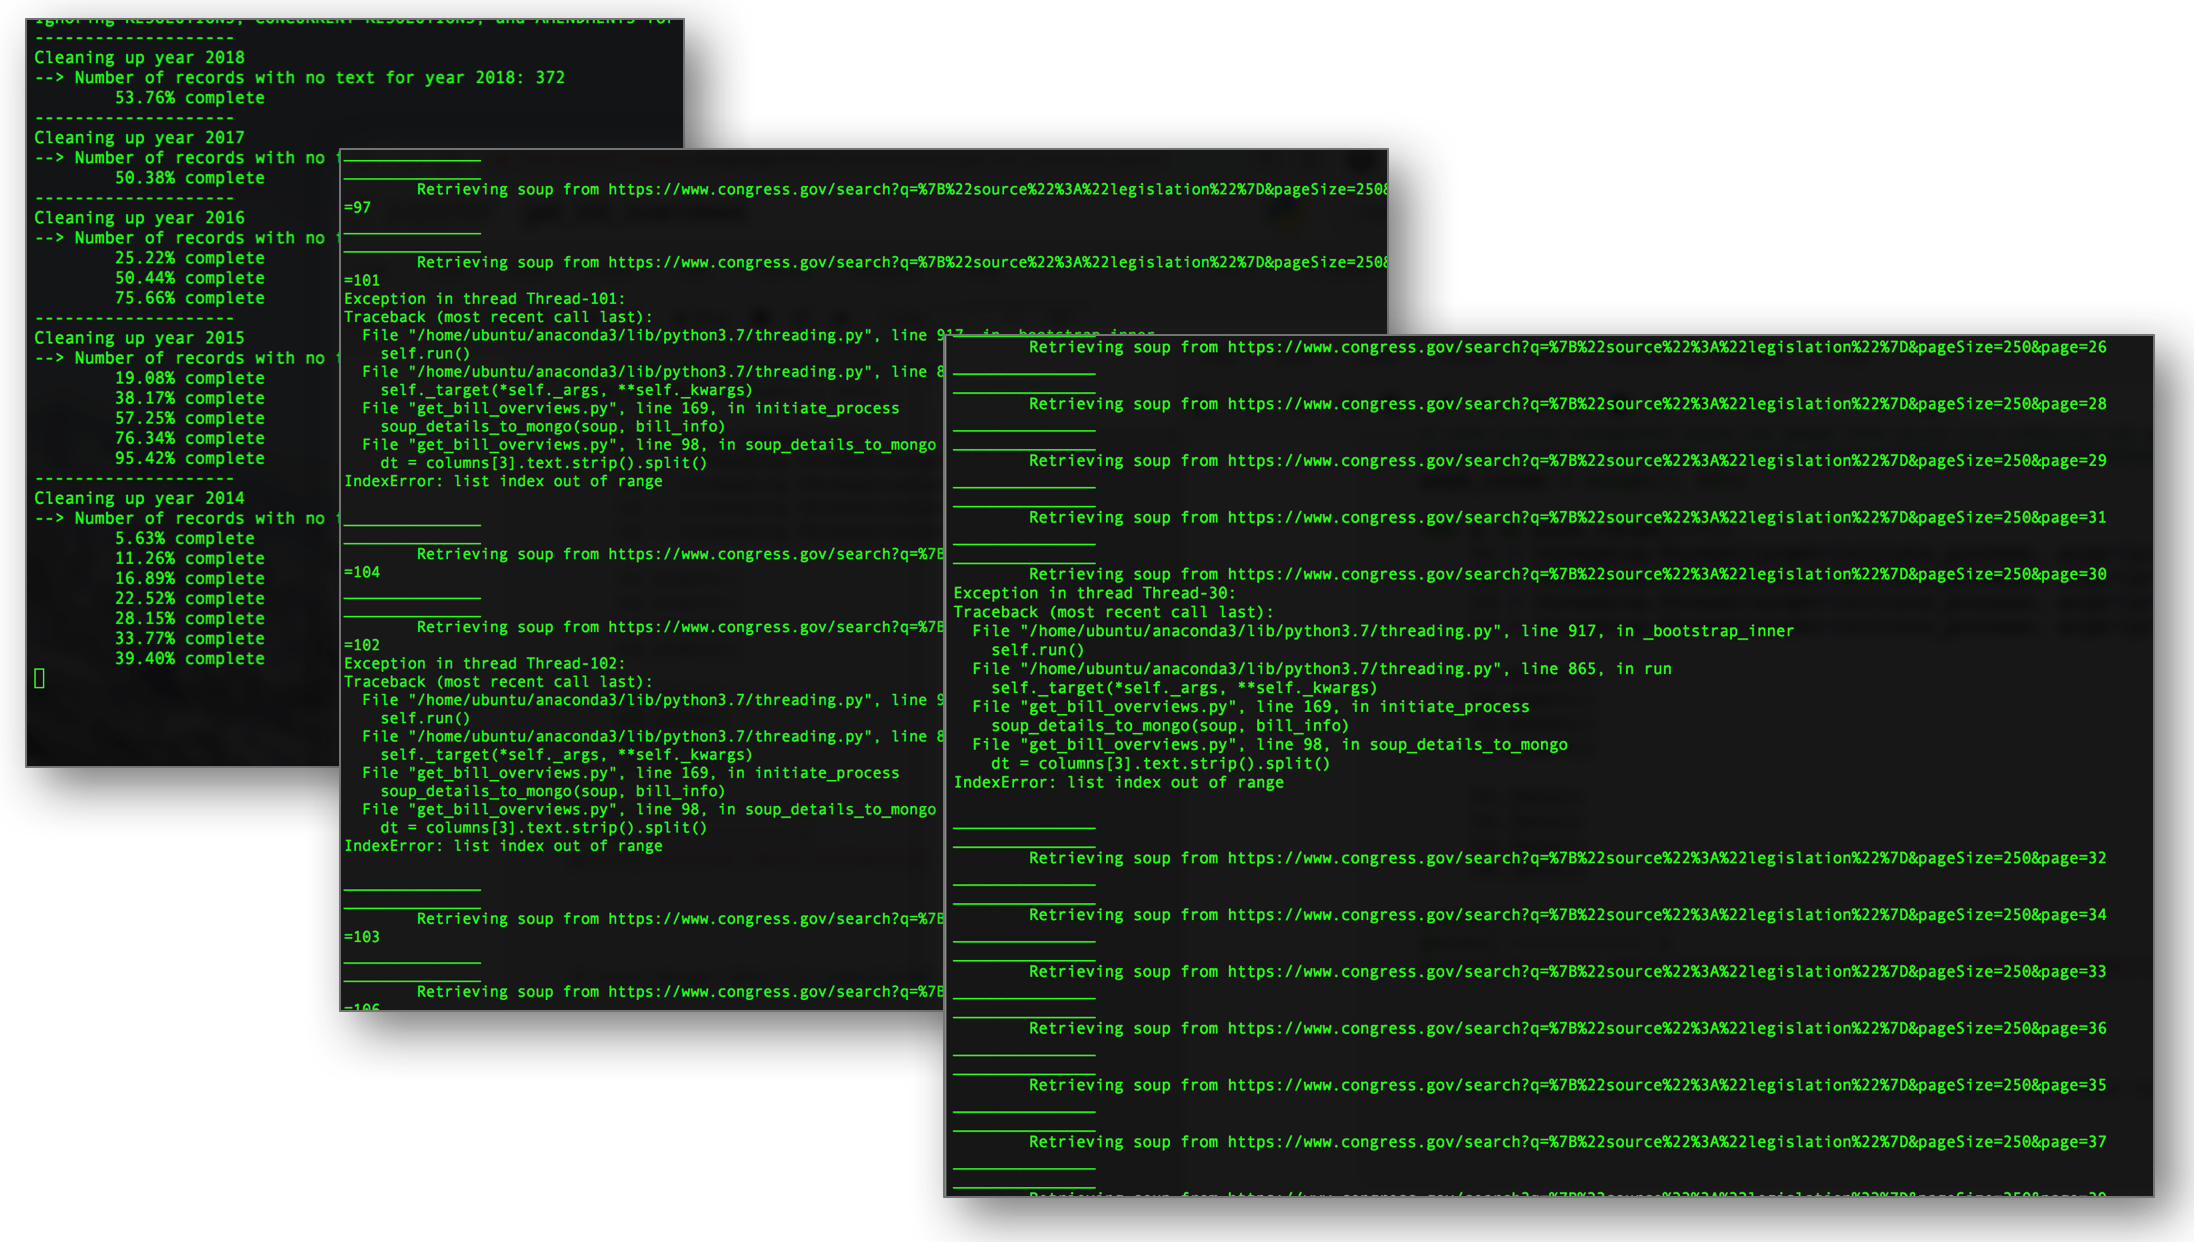 Ignoring RESOLUTIONS, CONCURRENT RESOLUTIONS, and AMENDMENTS for
--------------------
Cleaning up year 2018
--> Number of records with no text for year 2018: 372
53.76% complete
--------------------
Cleaning up year 2017
--> Number of records with no
50.38% complete
--------------------
Cleaning up year 2016
--> Number of records with no
25.22% complete
50.44% complete
75.66% complete
--------------------
Cleaning up year 2015
--> Number of records with no
19.08% complete
38.17% complete
57.25% complete
76.34% complete
95.42% complete
--------------------
Cleaning up year 2014
--> Number of records with no
5.63% complete
11.26% complete
16.89% complete
22.52% complete
28.15% complete
33.77% complete
39.40% complete
Retrieving soup from https://www.congress.gov/search?q=%7B%22source%22%3A%22legislation%22%7D&pageSize=250&
=97
Retrieving soup from https://www.congress.gov/search?q=%7B%22source%22%3A%22legislation%22%7D&pageSize=250&
=101
Exception in thread Thread-101:
Traceback (most recent call last):
File "/home/ubuntu/anaconda3/lib/python3.7/threading.py", line 917, in _bootstrap_inner
self.run()
File "/home/ubuntu/anaconda3/lib/python3.7/threading.py", line 8
self._target(*self._args, **self._kwargs)
File "get_bill_overviews.py", line 169, in initiate_process
soup_details_to_mongo(soup, bill_info)
File "get_bill_overviews.py", line 98, in soup_details_to_mongo
dt = columns[3].text.strip().split()
IndexError: list index out of range
Retrieving soup from https://www.congress.gov/search?q=%7B
=104
Retrieving soup from https://www.congress.gov/search?q=%7B
=102
Exception in thread Thread-102:
Traceback (most recent call last):
File "/home/ubuntu/anaconda3/lib/python3.7/threading.py", line 9
self.run()
File "/home/ubuntu/anaconda3/lib/python3.7/threading.py", line 8
self._target(*self._args, **self._kwargs)
File "get_bill_overviews.py", line 169, in initiate_process
soup_details_to_mongo(soup, bill_info)
File "get_bill_overviews.py", line 98, in soup_details_to_mongo
dt = columns[3].text.strip().split()
IndexError: list index out of range
Retrieving soup from https://www.congress.gov/search?q=%7B
=103
Retrieving soup from https://www.congress.gov/search?q=%7B
=106
Retrieving soup from https://www.congress.gov/search?q=%7B%22source%22%3A%22legislation%22%7D&pageSize=250&page=26
Retrieving soup from https://www.congress.gov/search?q=%7B%22source%22%3A%22legislation%22%7D&pageSize=250&page=28
Retrieving soup from https://www.congress.gov/search?q=%7B%22source%22%3A%22legislation%22%7D&pageSize=250&page=29
Retrieving soup from https://www.congress.gov/search?q=%7B%22source%22%3A%22legislation%22%7D&pageSize=250&page=31
Retrieving soup from https://www.congress.gov/search?q=%7B%22source%22%3A%22legislation%22%7D&pageSize=250&page=30
Exception in thread Thread-30:
Traceback (most recent call last):
File "/home/ubuntu/anaconda3/lib/python3.7/threading.py", line 917, in _bootstrap_inner
self.run()
File "/home/ubuntu/anaconda3/lib/python3.7/threading.py", line 865, in run
self._target(*self._args, **self._kwargs)
File "get_bill_overviews.py", line 169, in initiate_process
soup_details_to_mongo(soup, bill_info)
File "get_bill_overviews.py", line 98, in soup_details_to_mongo
dt = columns[3].text.strip().split()
IndexError: list index out of range
Retrieving soup from https://www.congress.gov/search?q=%7B%22source%22%3A%22legislation%22%7D&pageSize=250&page=32
Retrieving soup from https://www.congress.gov/search?q=%7B%22source%22%3A%22legislation%22%7D&pageSize=250&page=34
Retrieving soup from https://www.congress.gov/search?q=%7B%22source%22%3A%22legislation%22%7D&pageSize=250&page=33
Retrieving soup from https://www.congress.gov/search?q=%7B%22source%22%3A%22legislation%22%7D&pageSize=250&page=36
Retrieving soup from https://www.congress.gov/search?q=%7B%22source%22%3A%22legislation%22%7D&pageSize=250&page=35
Retrieving soup from https://www.congress.gov/search?q=%7B%22source%22%3A%22legislation%22%7D&pageSize=250&page=37